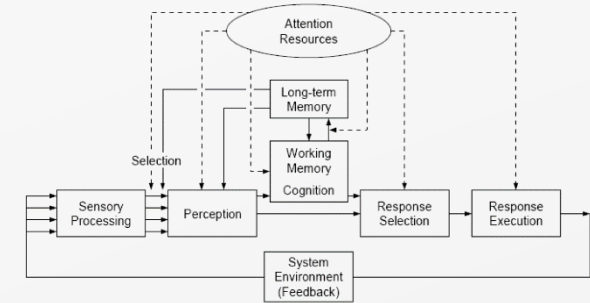 Attention
Resources
Long-term
Memory
Selection
Working
Memory
Cognition
Sensory
Processing
Perception
Response
Selection
Response
Execution
System
Environment
(Feedback)